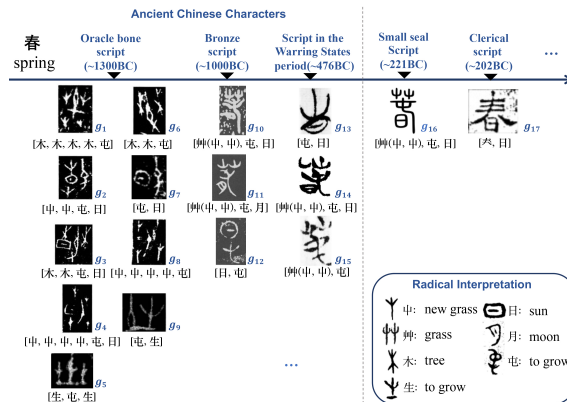 Ancient Chinese Characters
春
spring
Oracle bone
script
(~1300BC)
Bronze
script
(~1000BC)
Script in the
Warring States
period(~476BC)
Small seal
Script
(~221BC)
Clerical
script
(~202BC)
...
g1
[木, 木, 木, 木, 屯]
g6
[木, 木, 屯]
g10
[艸(屮, 屮), 屯, 日]
g13
[屯, 日]
g16
[艸(屮, 屮), 屯, 日]
春
g17
[𡗗, 日]
g2
[屮, 屮, 屯, 日]
g7
[屯, 日]
g11
[艸(屮, 屮), 屯, 月]
g14
[艸(屮, 屮), 屯, 日]
g3
[木, 木, 屯, 日]
g8
[屮, 屮, 屮, 屮, 屯]
g12
[日, 屯]
g15
[艸(屮, 屮), 屯]
g4
[屮, 屮, 屮, 屮, 屯, 日]
g9
[屯, 生]
g5
[生, 屯, 生]
...
Radical Interpretation
屮: new grass
日: sun
艸: grass
月: moon
木: tree
屯: to grow
生: to grow